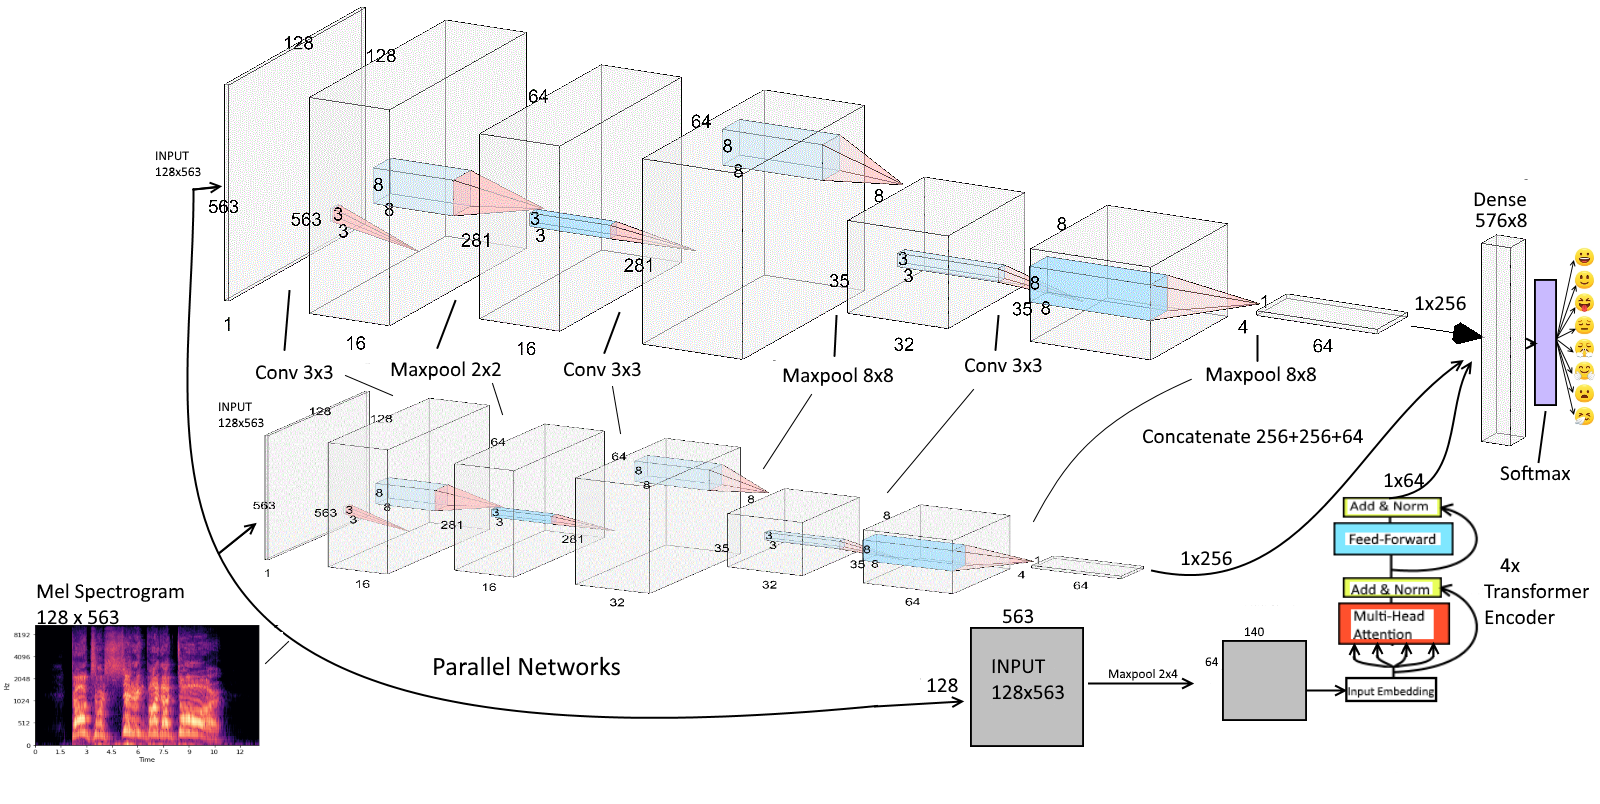 128
128
INPUT
128x563
563
1
563
3
3
8
8
16
281
64
3
3
16
281
64
8
8
8
35
32
3
3
8
35
8
8
1
4
64
1x256
Dense
576x8
Conv 3x3
Maxpool 2x2
Conv 3x3
Maxpool 8x8
Conv 3x3
Maxpool 8x8
Softmax
INPUT
128x563
128
128
563
1
563
3
3
8
8
16
281
64
3
3
16
281
64
8
8
8
35
32
3
3
32
8
8
35
8
64
1
4
64
1x256
Concatenate 256+256+64
1x64
Add & Norm
Feed-Forward
Add & Norm
Multi-Head
Attention
Input Embedding
4x
Transformer
Encoder
Mel Spectrogram
128 x 563
8192
4096
2048
1024
512
0
Hz
0
1.5
3
4.5
6
7.5
9
10
12
Time
Parallel Networks
563
128
INPUT
128x563
Maxpool 2x4
140
64